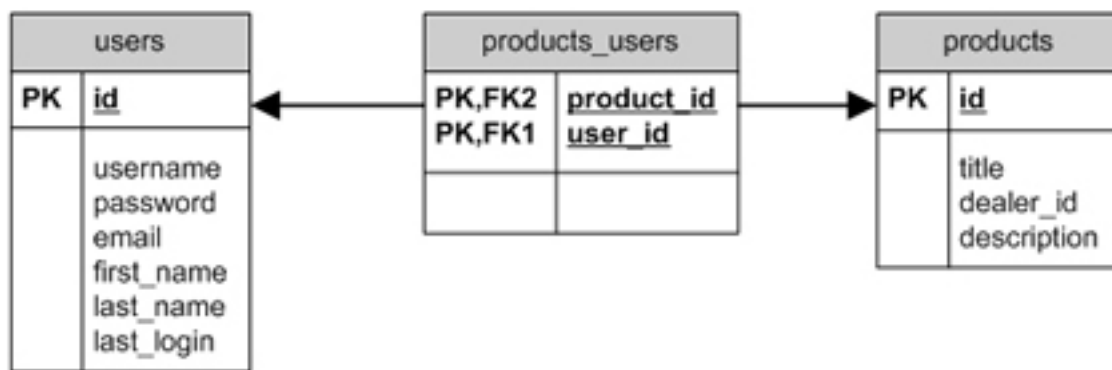 users
PK id
username
password
email
first_name
last_name
last_login
products_users
PK,FK2 product_id
PK,FK1 user_id
products
PK id
title
dealer_id
description